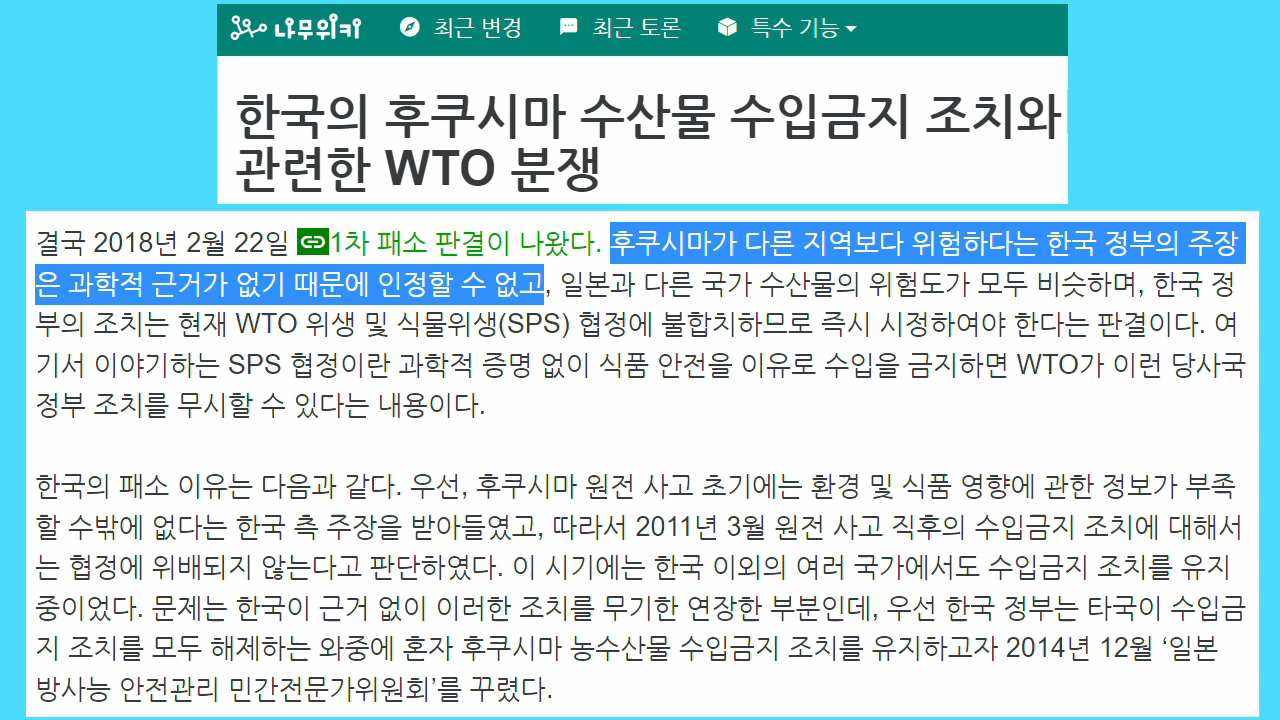 나무위키 최근 변경 최근 토론 특수 기능
한국의 후쿠시마 수산물 수입금지 조치와
관련한 WTO 분쟁
결국 2018년 2월 22일 1차 패소 판결이 나왔다. 후쿠시마가 다른 지역보다 위험하다는 한국 정부의 주장
은 과학적 근거가 없기 때문에 인정할 수 없고, 일본과 다른 국가 수산물의 위험도가 모두 비슷하며, 한국 정
부의 조치는 현재 WTO 위생 및 식물위생(SPS) 협정에 불합치하므로 즉시 시정하여야 한다는 판결이다. 여
기서 이야기하는 SPS 협정이란 과학적 증명 없이 식품 안전을 이유로 수입을 금지하면 WTO가 이런 당사국
정부 조치를 무시할 수 있다는 내용이다.
한국의 패소 이유는 다음과 같다. 우선, 후쿠시마 원전 사고 초기에는 환경 및 식품 영향에 관한 정보가 부족
할 수밖에 없다는 한국 측 주장을 받아들였고, 따라서 2011년 3월 원전 사고 직후의 수입금지 조치에 대해서
는 협정에 위배되지 않는다고 판단하였다. 이 시기에는 한국 이외의 여러 국가에서도 수입금지 조치를 유지
중이었다. 문제는 한국이 근거 없이 이러한 조치를 무기한 연장한 부분인데, 우선 한국 정부는 타국이 수입금
지 조치를 모두 해제하는 와중에 혼자 후쿠시마 농수산물 수입금지 조치를 유지하고자 2014년 12월 ‘일본
방사능 안전관리 민간전문가위원회’를 꾸렸다.